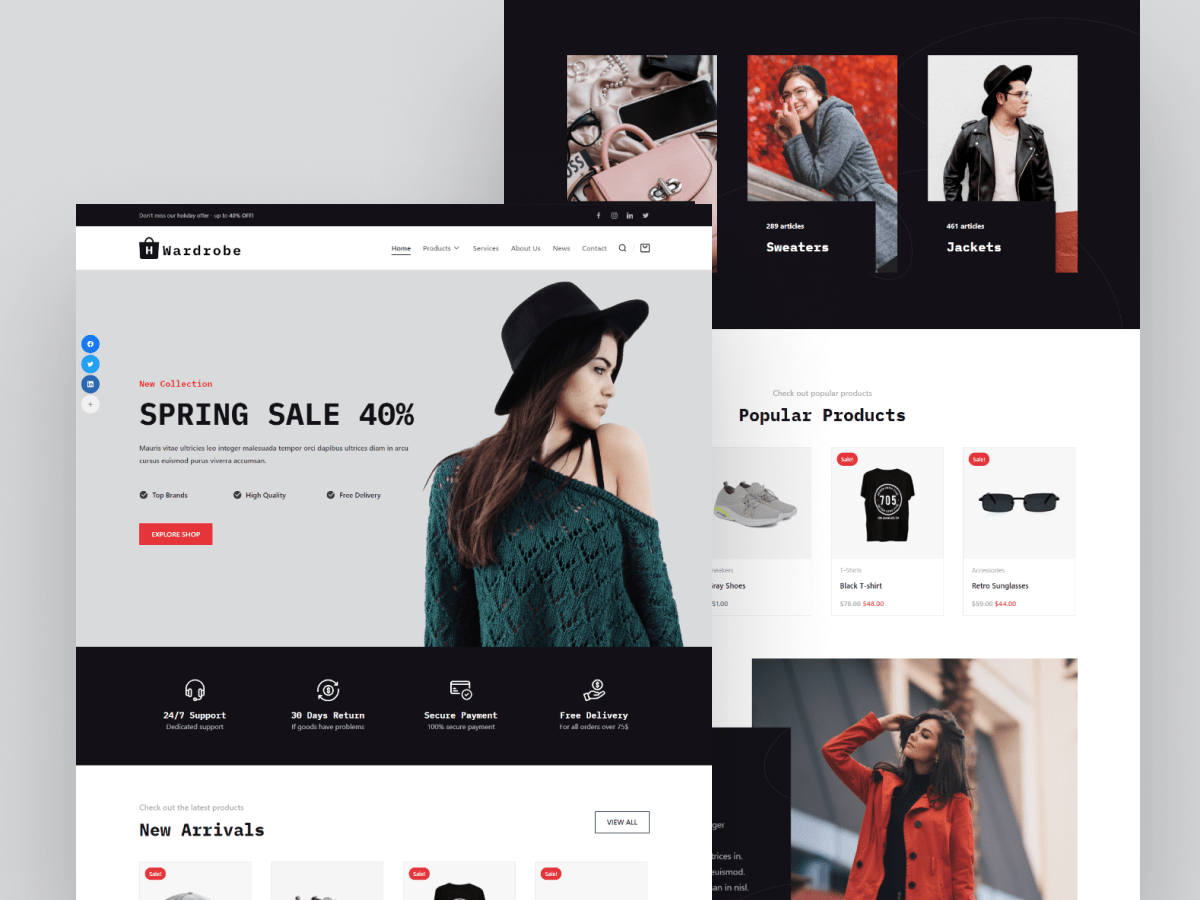 Don't miss our holiday offer - up to 40% OFF!
H Wardrobe
Home Products Services About Us News Contact
New Collection
SPRING SALE 40%
Mauris vitae ultricies leo integer malesuada tempor orci dapibus ultrices diam in arcu
cursus euismod purus viverra accumsan.
Top Brands High Quality Free Delivery
EXPLORE SHOP
24/7 Support
Dedicated support
30 Days Return
If goods have problems
Secure Payment
100% secure payment
Free Delivery
For all orders over 75$
Check out the latest products
New Arrivals
VIEW ALL
Sale!
Sale!
Sale!
289 articles
Sweaters
461 articles
Jackets
Check out popular products
Popular Products
Sale!
Sale!
705
T-Shirts
Black T-shirt
$78.00 $48.00
Accessories
Retro Sunglasses
$59.00 $44.00
neakers
ray Shoes
51.00
ger
trices in.
euismod.
an in nisl.